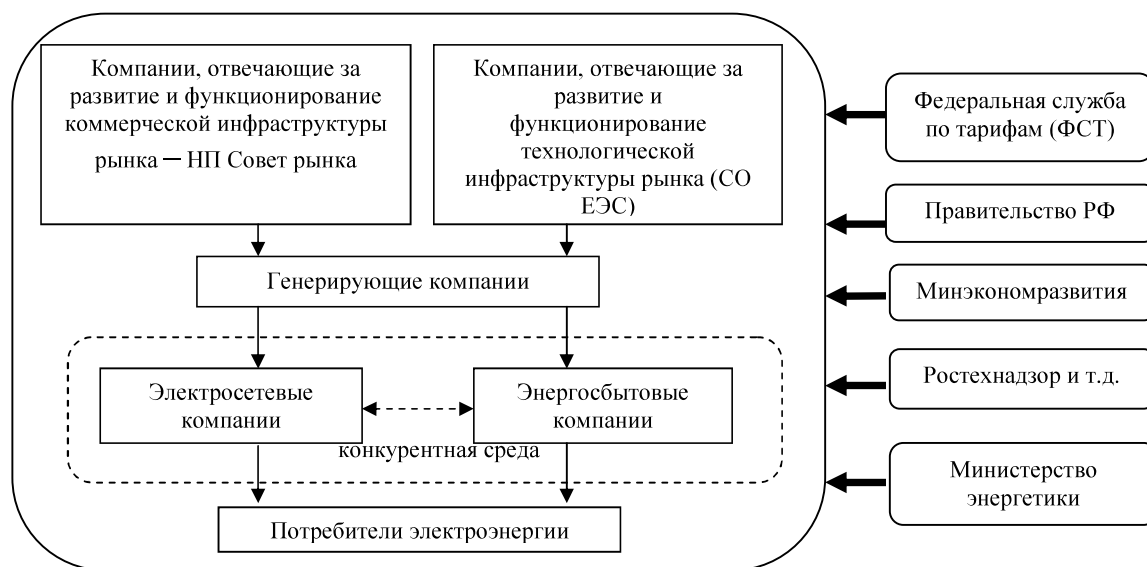 Компании, отвечающие за
развитие и функционирование
коммерческой инфраструктуры
рынка — НП Совет рынка
Компании, отвечающие за
развитие и
функционирование
технологической
инфраструктуры рынка (СО
ЕЭС)
Федеральная служба
по тарифам (ФСТ)
Правительство РФ
Генерирующие компании
Минэкономразвития
Электросетевые
компании
Энергосбытовые
компании
Ростехнадзор и т.д.
конкурентная среда
Министерство
энергетики
Потребители электроэнергии